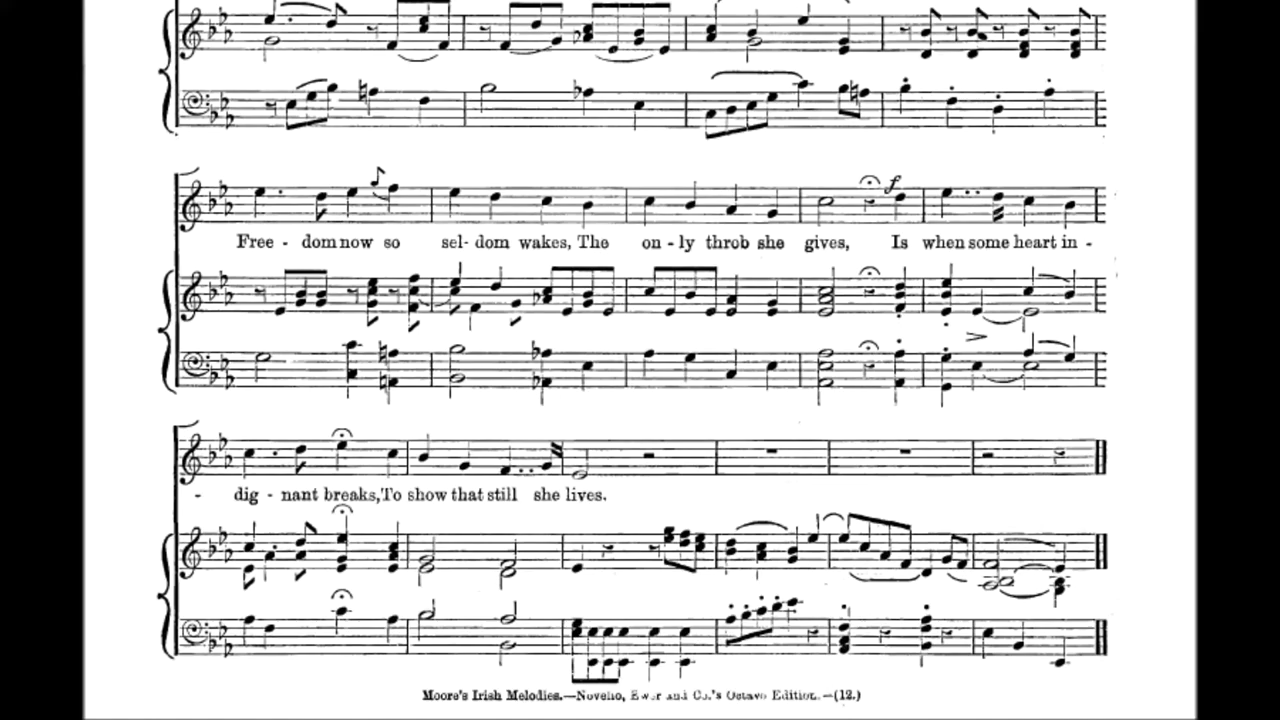 f
Free - dom now so sel- dom wakes, The on - ly throb she gives, Is when some heart in -
- dig - nant breaks, To show that still she lives.
Moore's Irish Melodies.—Novello, Ewer and Co.'s Octavo Edition.—(12.)